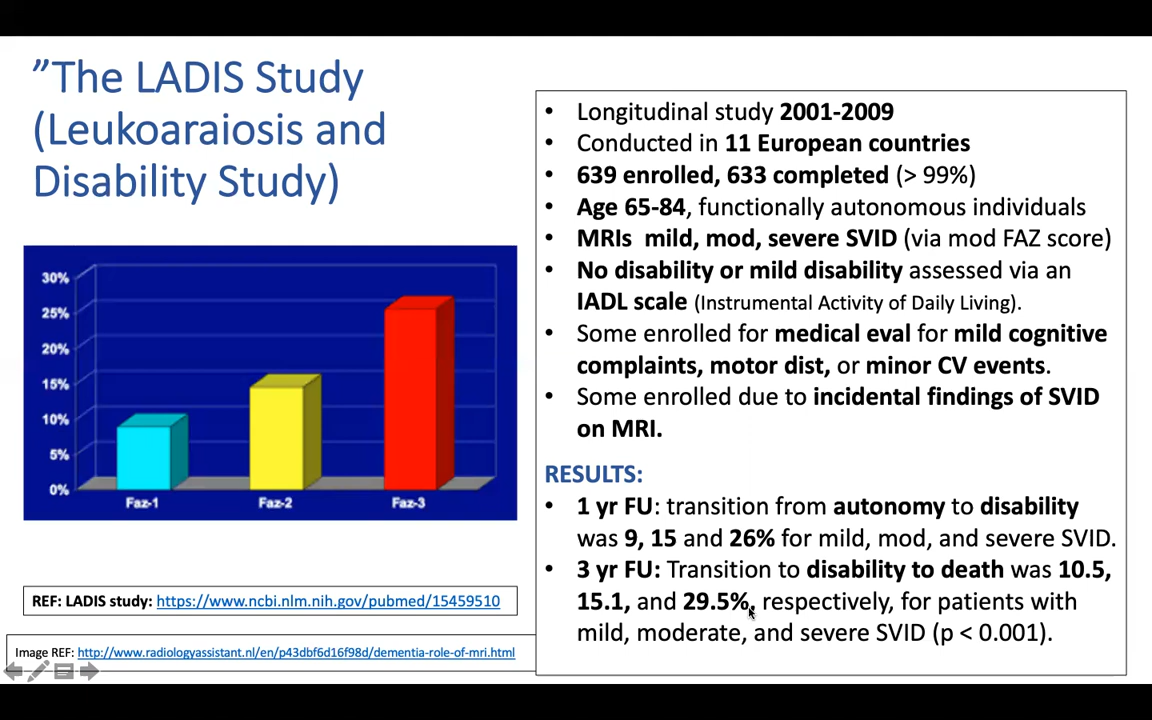 ”The LADIS Study
(Leukoaraiosis and
Disability Study)
30%
25%
20%
15%
10%
5%
0%
Faz-1
Faz-2
Faz-3
REF: LADIS study: https://www.ncbi.nlm.nih.gov/pubmed/15459510
Image REF: http://www.radiologyassistant.nl/en/p43dbf6d16f98d/dementia-role-of-mri.html
• Longitudinal study 2001-2009
• Conducted in 11 European countries
• 639 enrolled, 633 completed (> 99%)
• Age 65-84, functionally autonomous individuals
• MRIs mild, mod, severe SVID (via mod FAZ score)
• No disability or mild disability assessed via an
IADL scale (Instrumental Activity of Daily Living).
• Some enrolled for medical eval for mild cognitive
complaints, motor dist, or minor CV events.
• Some enrolled due to incidental findings of SVID
on MRI.
RESULTS:
• 1 yr FU: transition from autonomy to disability
was 9, 15 and 26% for mild, mod, and severe SVID.
• 3 yr FU: Transition to disability to death was 10.5,
15.1, and 29.5%, respectively, for patients with
mild, moderate, and severe SVID (p < 0.001).